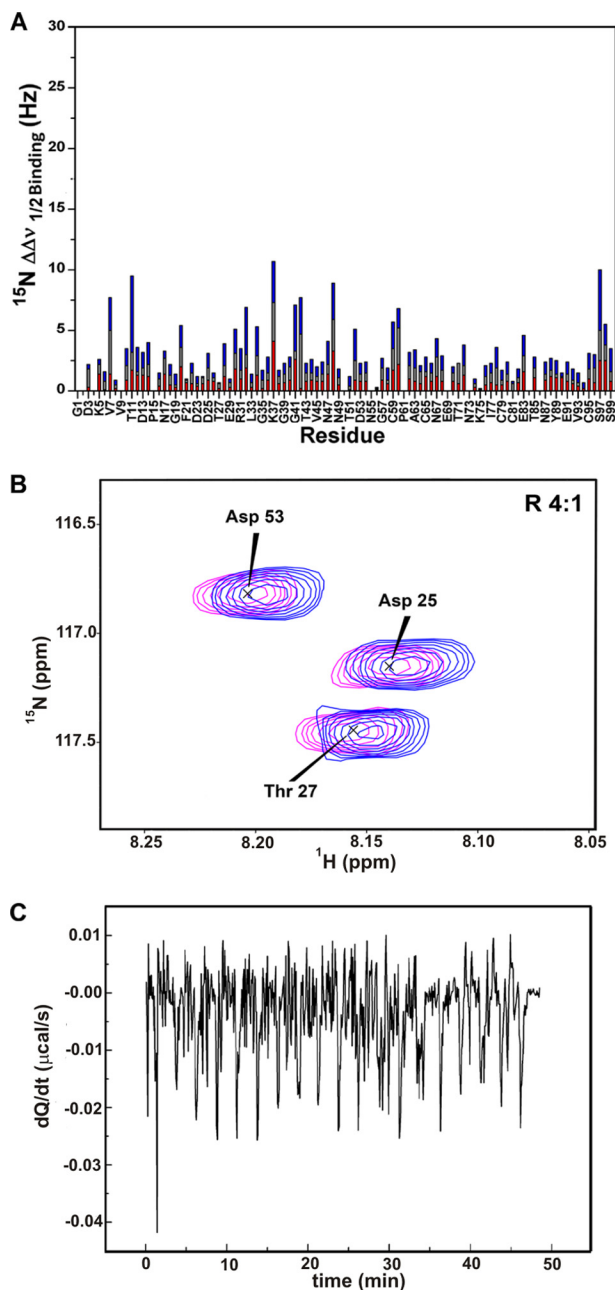 A
30
25
20
15
10
5
0
¹⁵N ΔΔν 1/2 Binding (Hz)
G1 D3 K5 V7 V9 T11 D13 P15 N17 G19 F21 D23 D25 T27 E29 R31 L33 G35 K37 G39 G41 T43 V45 N47 N49 T51 D53 N55 G57 C59 P61 A63 C65 N67 E69 T71 N73 K75 I77 C79 C81 E83 T85 N87 Y89 E91 V93 C95 S97 S99
Residue
B
R 4:1
Asp 53
Asp 25
Thr 27
116.5
117.0
117.5
¹⁵N (ppm)
8.25 8.20 8.15 8.10 8.05
¹H (ppm)
C
0.01
-0.00
-0.01
-0.02
-0.03
-0.04
dQ/dt (µcal/s)
0 10 20 30 40 50
time (min)